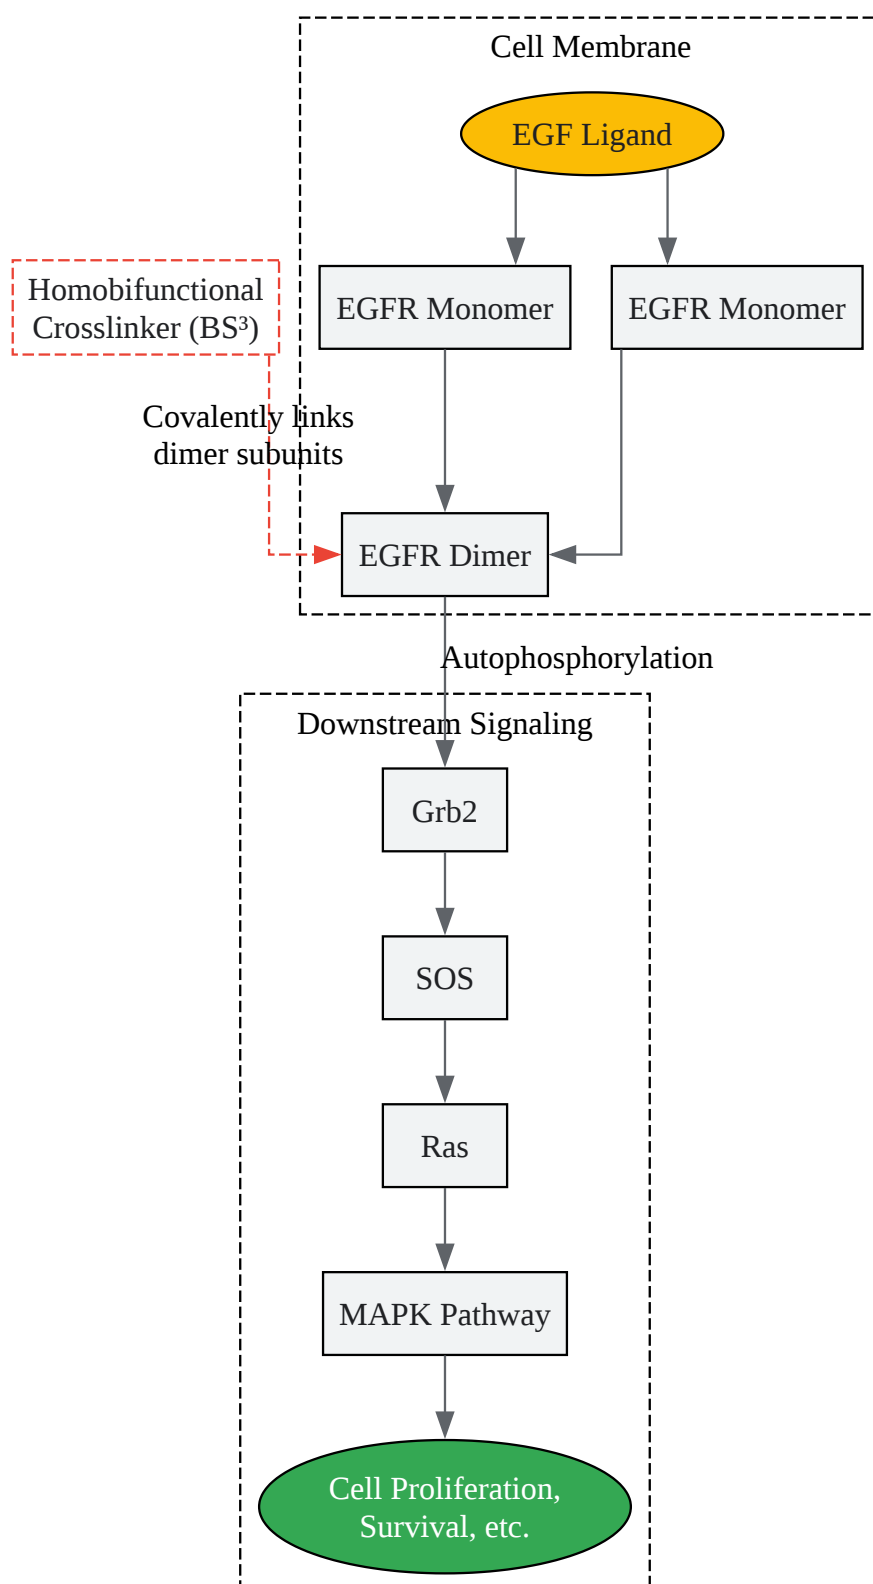 Cell Membrane
EGF Ligand
Homobifunctional
Crosslinker (BS³)
EGFR Monomer
EGFR Monomer
Covalently links
dimer subunits
EGFR Dimer
Autophosphorylation
Downstream Signaling
Grb2
SOS
Ras
MAPK Pathway
Cell Proliferation,
Survival, etc.